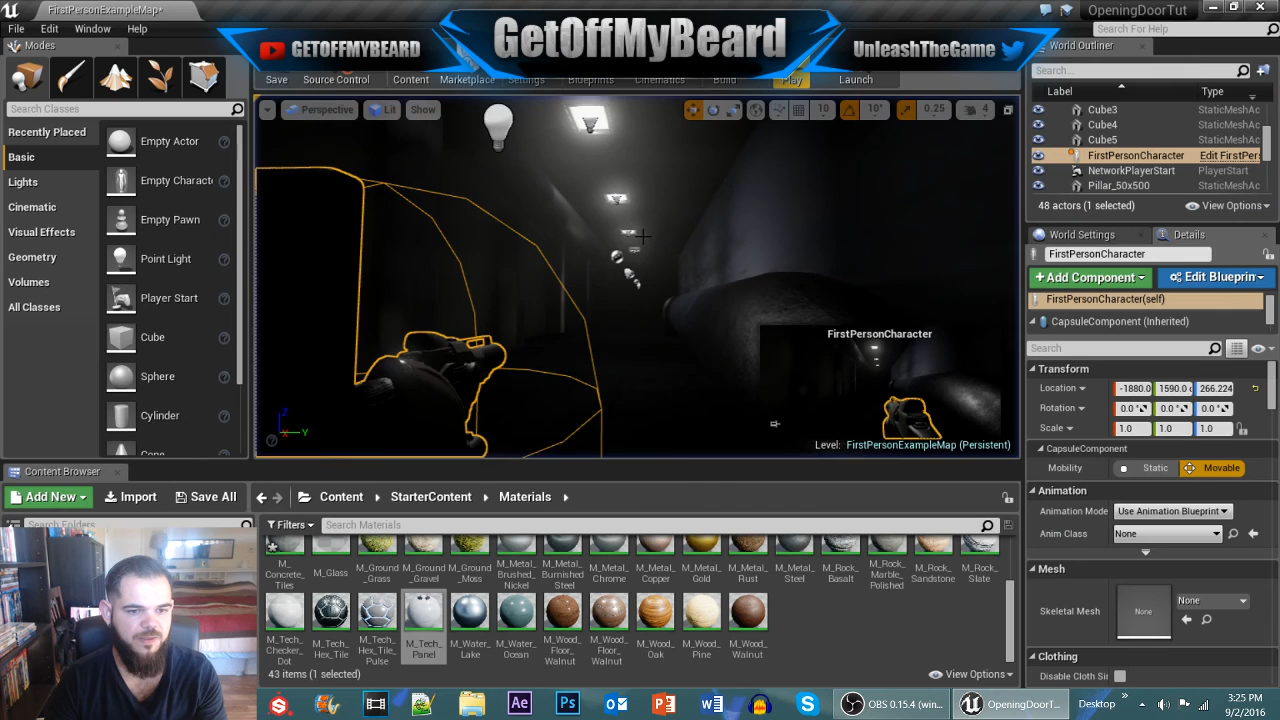 FirstPersonExampleMap*
OpeningDoorTut
File Edit Window Help
Search For Help
GETOFFMYBEARD
GetOffMyBeard
UnleashTheGame
Modes
World Outliner
Save Source Control Content Marketplace Settings Blueprints Cinematics Build Play Launch
Search Classes
Search...
Label Type
Recently Placed
Basic
Lights
Cinematic
Visual Effects
Geometry
Volumes
All Classes
Empty Actor
Empty Charact
Empty Pawn
Point Light
Player Start
Cube
Sphere
Cylinder
Cone
Perspective Lit Show
10 10° 0.25 4
Cube3 StaticMeshAc
Cube4 StaticMeshAc
Cube5 StaticMeshAc
FirstPersonCharacter Edit FirstPers
NetworkPlayerStart PlayerStart
Pillar_50x500 StaticMeshAc
48 actors (1 selected) View Options
World Settings Details
FirstPersonCharacter
+Add Component Edit Blueprin
FirstPersonCharacter(self)
CapsuleComponent (Inherited)
Search
Transform
Location -1880.0 1590.0 c 266.224
Rotation 0.0 ° 0.0 ° 0.0 °
Scale 1.0 1.0 1.0
CapsuleComponent
Mobility Static Movable
Animation
Animation Mode Use Animation Blueprint
Anim Class None
Mesh
Skeletal Mesh None None
Clothing
Disable Cloth Sir
FirstPersonCharacter
Z
X Y
Level: FirstPersonExampleMap (Persistent)
Content Browser
Add New Import Save All Content StarterContent Materials
Search Folders
Filters Search Materials
M_Concrete_Tiles
M_Glass
M_Ground_Grass
M_Ground_Gravel
M_Ground_Moss
M_Metal_Brushed_Nickel
M_Metal_Burnished_Steel
M_Metal_Chrome
M_Metal_Copper
M_Metal_Gold
M_Metal_Rust
M_Metal_Steel
M_Rock_Basalt
M_Rock_Marble_Polished
M_Rock_Sandstone
M_Rock_Slate
M_Tech_Checker_Dot
M_Tech_Hex_Tile
M_Tech_Hex_Tile_Pulse
M_Tech_Panel
M_Water_Lake
M_Water_Ocean
M_Wood_Floor_Walnut
M_Wood_Floor_Walnut
M_Wood_Oak
M_Wood_Pine
M_Wood_Walnut
43 items (1 selected) View Options
Ae Ps OBS 0.15.4 (win... OpeningDoorT... Desktop
3:25 PM
9/2/2016